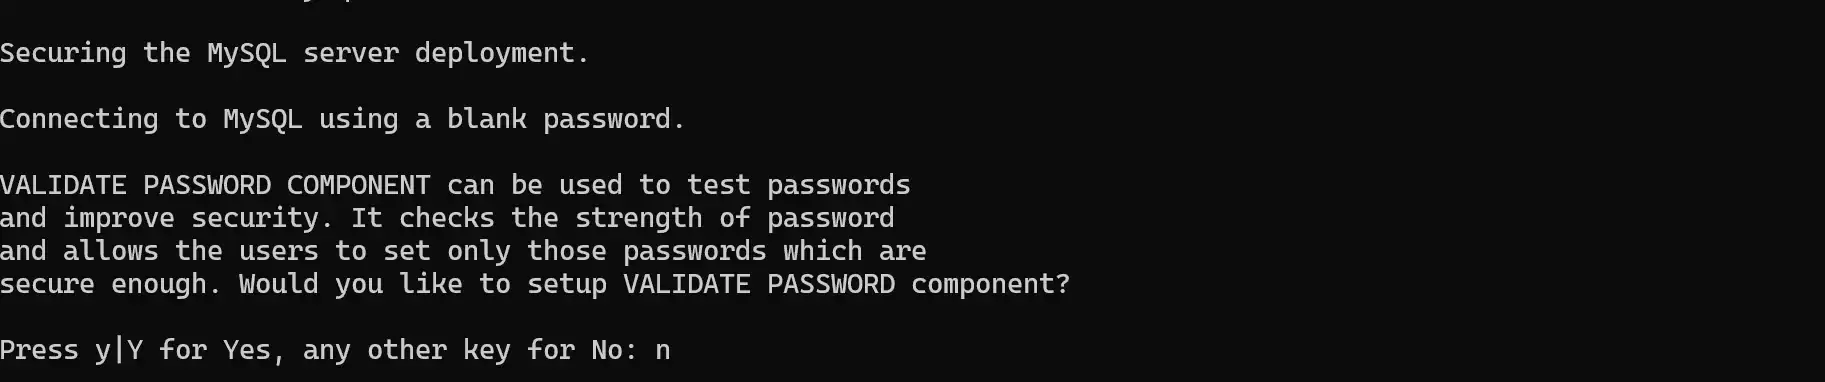 Securing the MySQL server deployment.
Connecting to MySQL using a blank password.
VALIDATE PASSWORD COMPONENT can be used to test passwords
and improve security. It checks the strength of password
and allows the users to set only those passwords which are
secure enough. Would you like to setup VALIDATE PASSWORD component?
Press y|Y for Yes, any other key for No: n